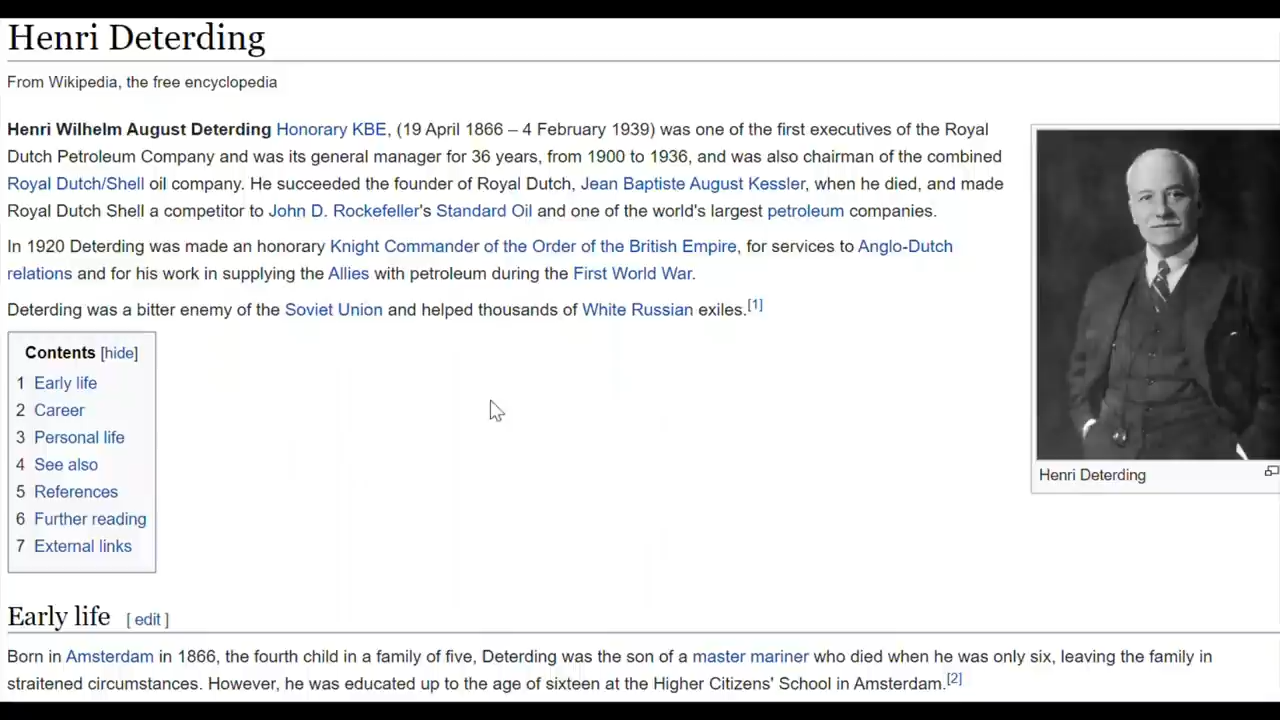 Henri Deterding
From Wikipedia, the free encyclopedia
Henri Wilhelm August Deterding Honorary KBE, (19 April 1866 – 4 February 1939) was one of the first executives of the Royal
Dutch Petroleum Company and was its general manager for 36 years, from 1900 to 1936, and was also chairman of the combined
Royal Dutch/Shell oil company. He succeeded the founder of Royal Dutch, Jean Baptiste August Kessler, when he died, and made
Royal Dutch Shell a competitor to John D. Rockefeller's Standard Oil and one of the world's largest petroleum companies.
In 1920 Deterding was made an honorary Knight Commander of the Order of the British Empire, for services to Anglo-Dutch
relations and for his work in supplying the Allies with petroleum during the First World War.
Deterding was a bitter enemy of the Soviet Union and helped thousands of White Russian exiles.[1]
Henri Deterding
Contents [hide]
1 Early life
2 Career
3 Personal life
4 See also
5 References
6 Further reading
7 External links
Early life [ edit ]
Born in Amsterdam in 1866, the fourth child in a family of five, Deterding was the son of a master mariner who died when he was only six, leaving the family in
straitened circumstances. However, he was educated up to the age of sixteen at the Higher Citizens' School in Amsterdam.[2]